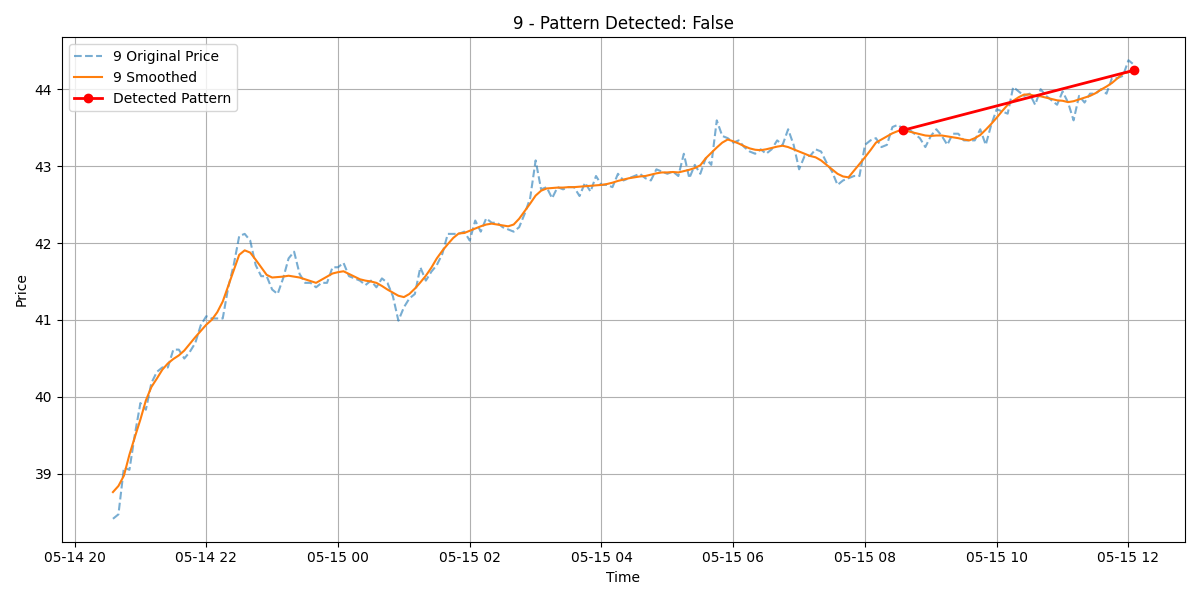 9 - Pattern Detected: False
9 Original Price
9 Smoothed
Detected Pattern
Price
44
43
42
41
40
39
05-14 20
05-14 22
05-15 00
05-15 02
05-15 04
05-15 06
05-15 08
05-15 10
05-15 12
Time